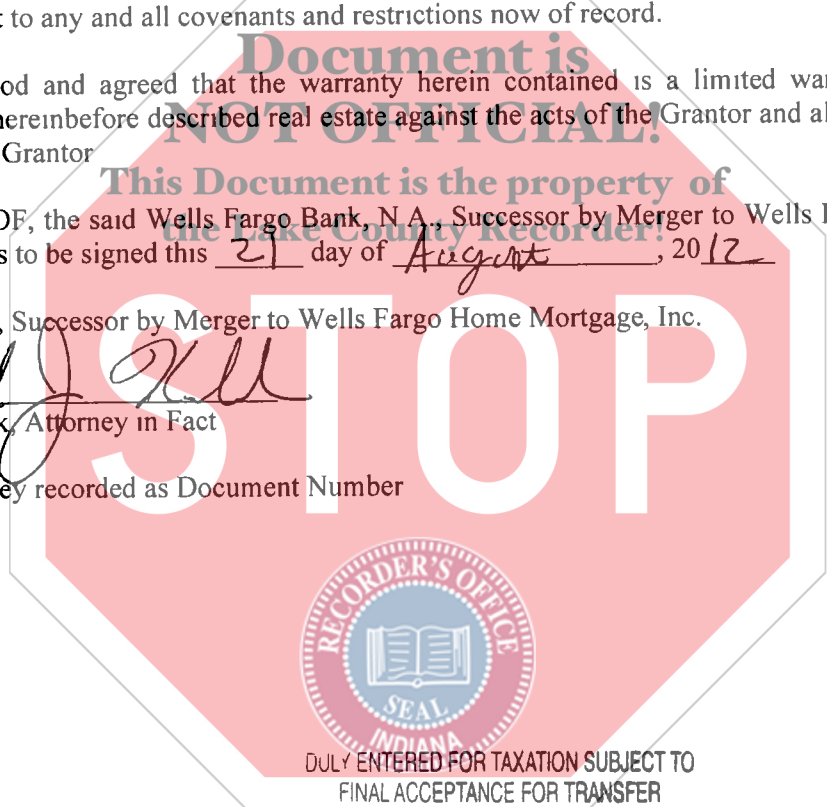 t to any and all covenants and restrictions now of record.
Document is
od and agreed that the warranty herein contained is a limited war
NOT OFFICIAL!
hereinbefore described real estate against the acts of the Grantor and al
Grantor
This Document is the property of
OF, the said Wells Fargo Bank, N.A., Successor by Merger to Wells
the Lake County Recorder!
s to be signed this 21 day of August, 2012
, Successor by Merger to Wells Fargo Home Mortgage, Inc.
STOP
k, Attorney in Fact
ey recorded as Document Number
RECORDER'S OFFICE
SEAL
INDIANA
DULY ENTERED FOR TAXATION SUBJECT TO
FINAL ACCEPTANCE FOR TRANSFER